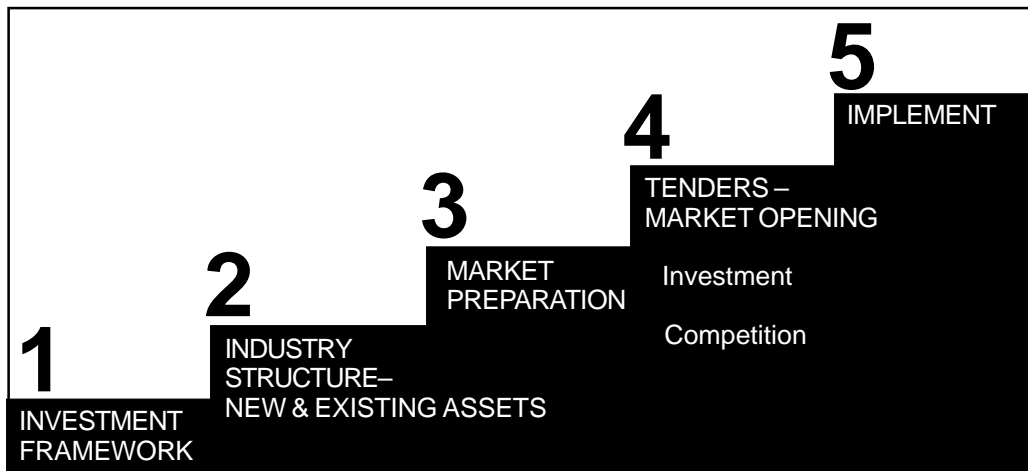 1
INVESTMENT
FRAMEWORK
2
INDUSTRY
STRUCTURE–
NEW & EXISTING ASSETS
3
MARKET
PREPARATION
4
TENDERS –
MARKET OPENING
Investment
Competition
5
IMPLEMENT